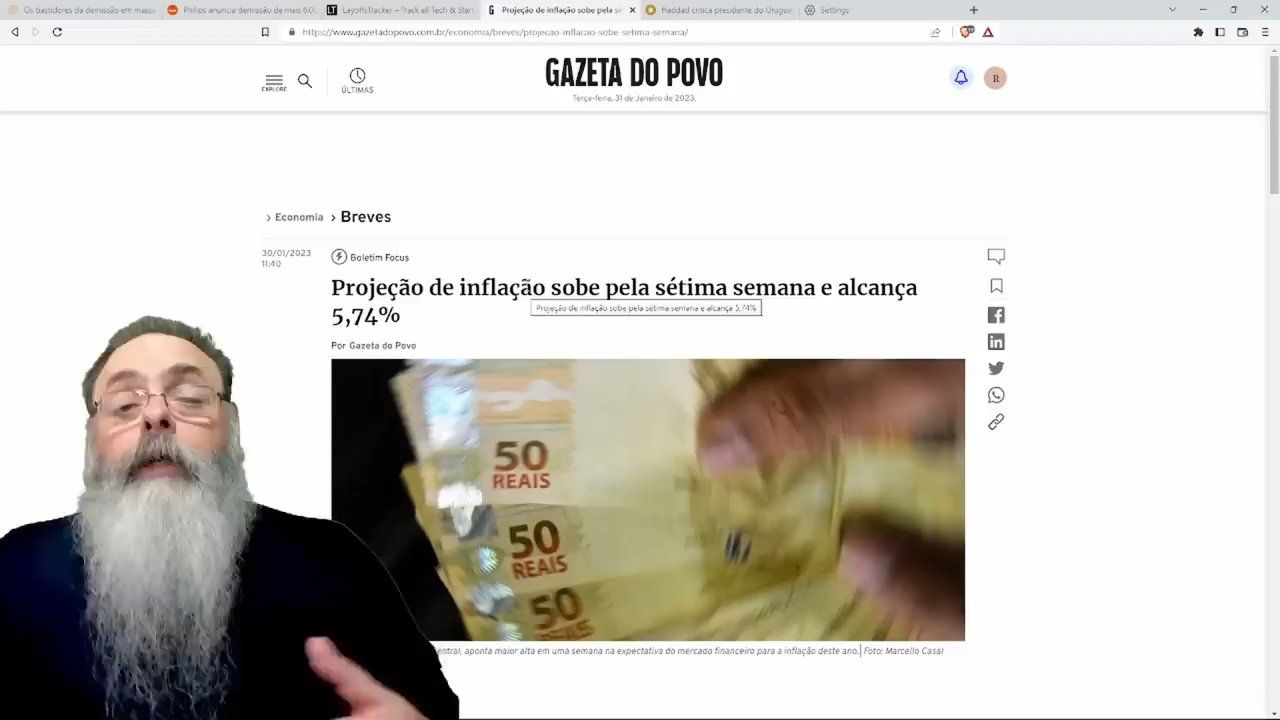 Os bastidores da demissão em massa
Philips anuncia demissão de mais 6.0
LayoffsTracker - Track all Tech & Start
Projeção de inflação sobe pela sé
Haddad critica presidente do Urugua
Settings
https://www.gazetadopovo.com.br/economia/breves/projecao-inflacao-sobe-setima-semana/
EXPLORE
ÚLTIMAS
GAZETA DO POVO
Terça-feira, 31 de Janeiro de 2023.
R
> Economia > Breves
30/01/2023
11:40
Boletim Focus
Projeção de inflação sobe pela sétima semana e alcança
5,74%
Projeção de inflação sobe pela sétima semana e alcança 5,74%
Por Gazeta do Povo
50
REAIS
50
REAIS
50
REAIS
entral, aponta maior alta em uma semana na expectativa do mercado financeiro para a inflação deste ano.| Foto: Marcello Casal